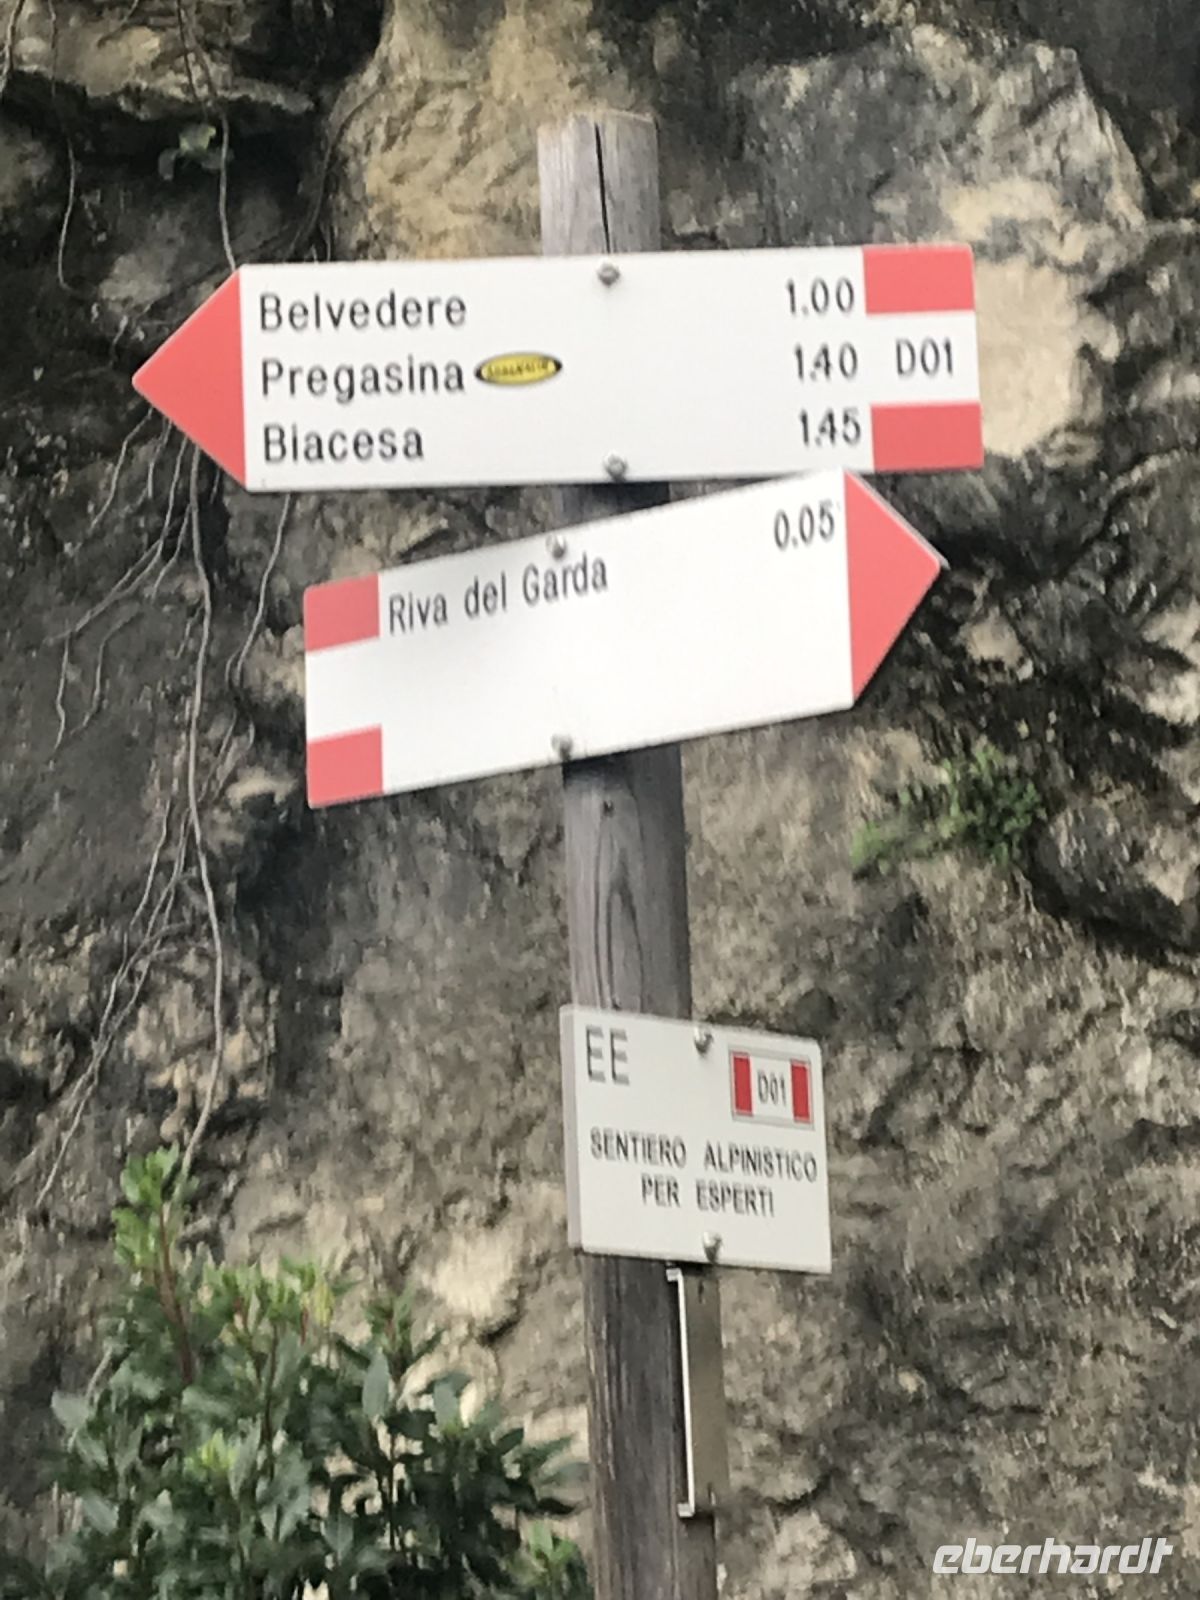 Belvedere 1.00
Pregasina 1.40 D01
Biacesa 1.45
Riva del Garda 0.05
EE D01
SENTIERO ALPINISTICO
PER ESPERTI
eberhardt